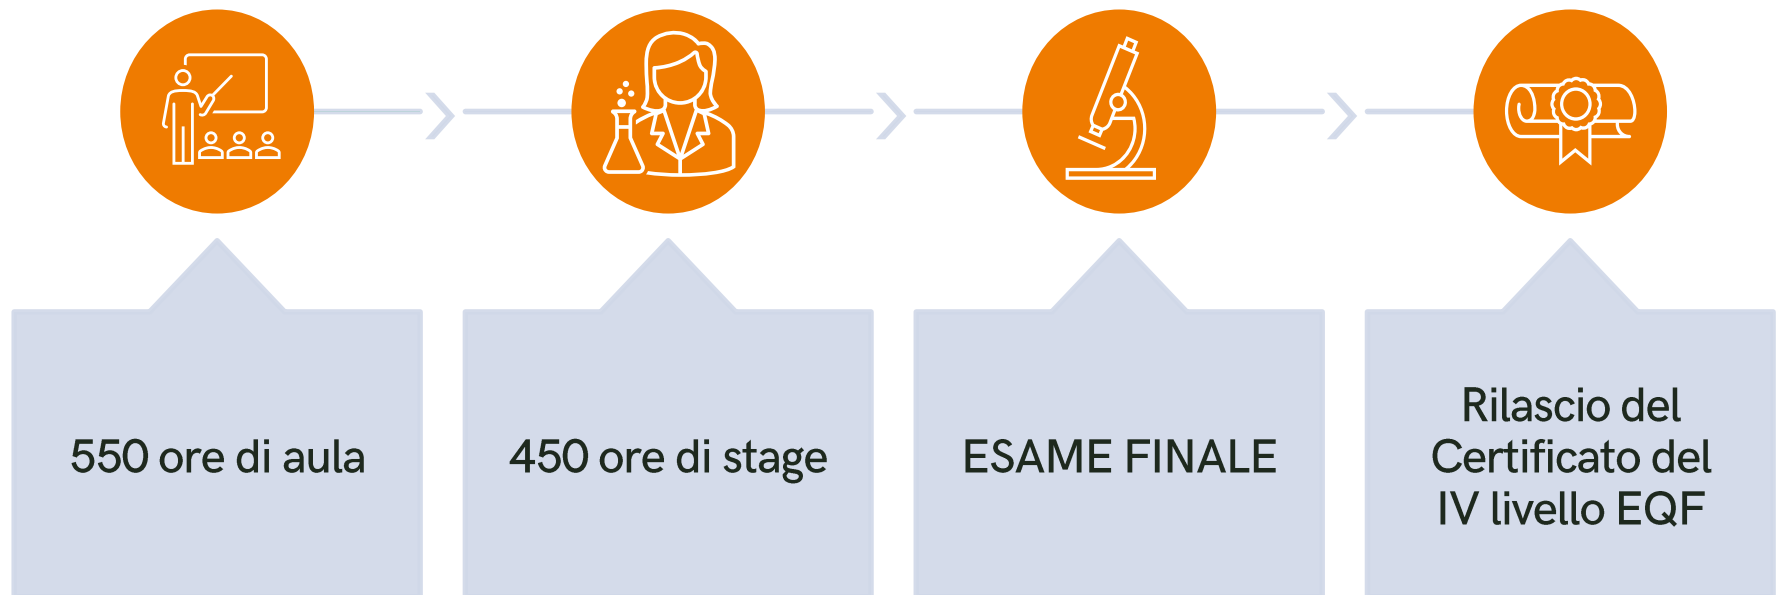 550 ore di aula
450 ore di stage
ESAME FINALE
Rilascio del
Certificato del
IV livello EQF